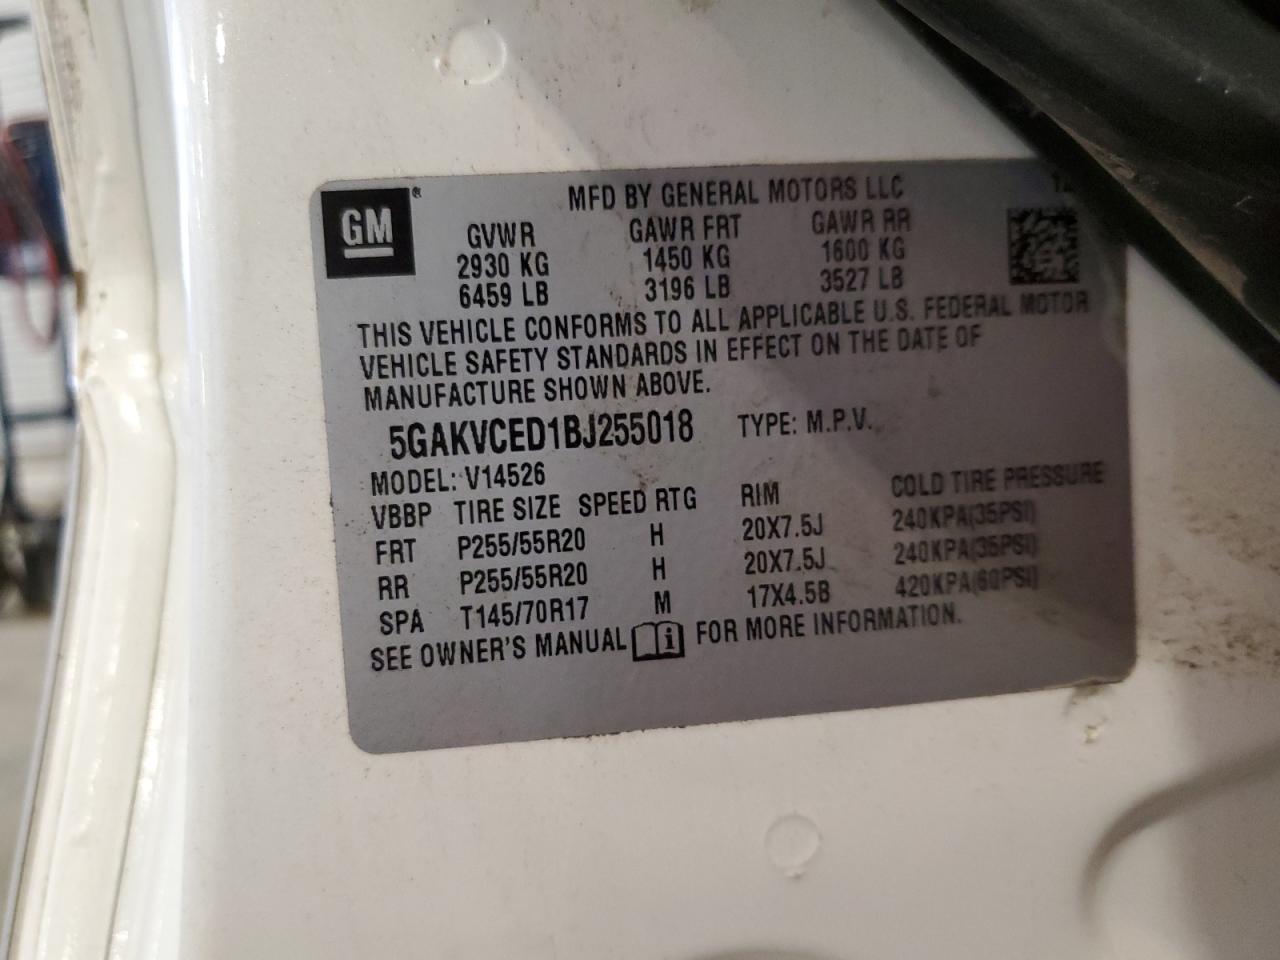 GM ®
MFD BY GENERAL MOTORS LLC
GVWR GAWR FRT GAWR RR
2930 KG 1450 KG 1600 KG
6459 LB 3196 LB 3527 LB
THIS VEHICLE CONFORMS TO ALL APPLICABLE U.S. FEDERAL MOTOR
VEHICLE SAFETY STANDARDS IN EFFECT ON THE DATE OF
MANUFACTURE SHOWN ABOVE.
5GAKVCED1BJ255018 TYPE: M.P.V.
MODEL: V14526
VBBP TIRE SIZE SPEED RTG RIM COLD TIRE PRESSURE
FRT P255/55R20 H 20X7.5J 240KPA(35PSI)
RR P255/55R20 H 20X7.5J 240KPA(35PSI)
SPA T145/70R17 M 17X4.5B 420KPA(60PSI)
SEE OWNER'S MANUAL i FOR MORE INFORMATION.